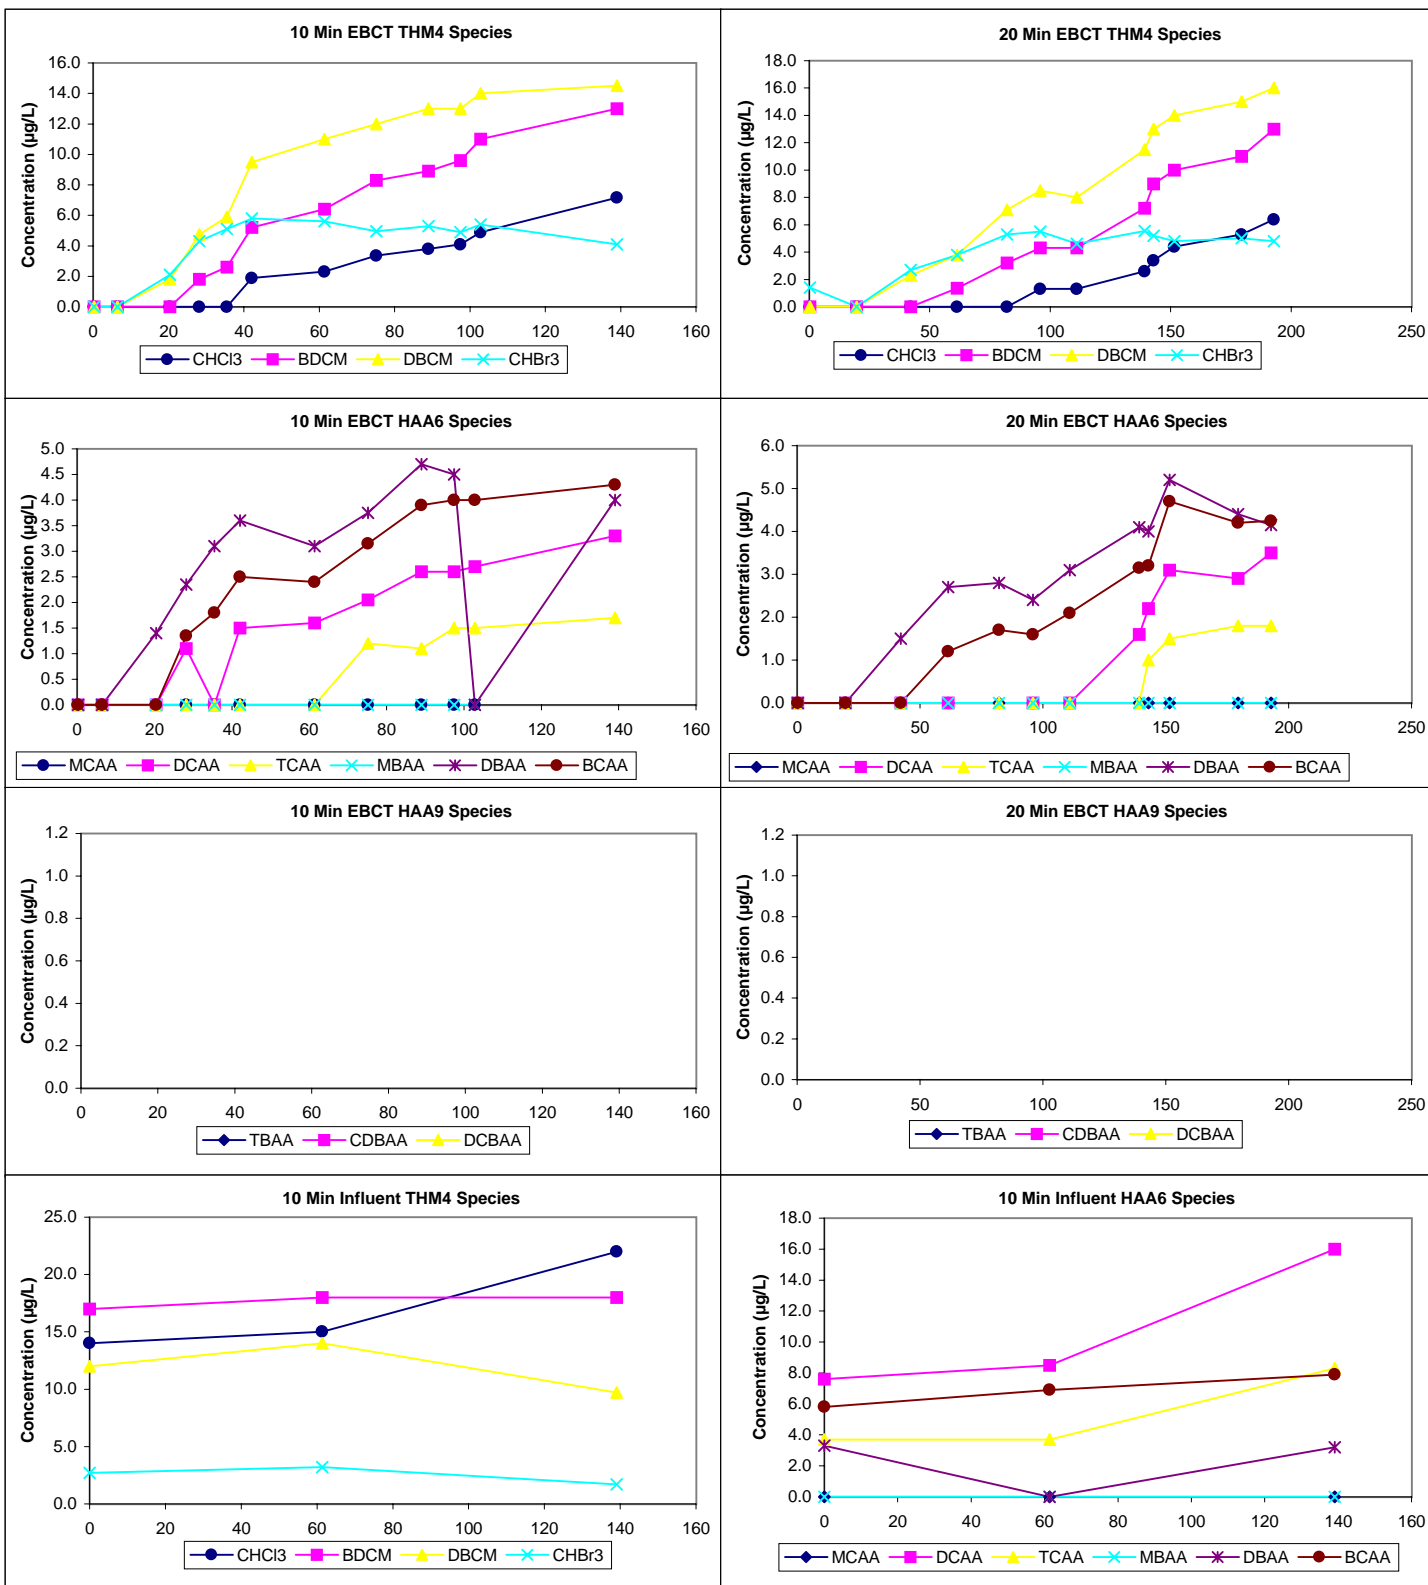 10 Min EBCT THM4 Species
Concentration (µg/L)
16.0
14.0
12.0
10.0
8.0
6.0
4.0
2.0
0.0
0 20 40 60 80 100 120 140 160
CHCl3 BDCM DBCM CHBr3
20 Min EBCT THM4 Species
Concentration (µg/L)
18.0
16.0
14.0
12.0
10.0
8.0
6.0
4.0
2.0
0.0
0 50 100 150 200 250
CHCl3 BDCM DBCM CHBr3
10 Min EBCT HAA6 Species
Concentration (µg/L)
5.0
4.5
4.0
3.5
3.0
2.5
2.0
1.5
1.0
0.5
0.0
0 20 40 60 80 100 120 140 160
MCAA DCAA TCAA MBAA DBAA BCAA
20 Min EBCT HAA6 Species
Concentration (µg/L)
6.0
5.0
4.0
3.0
2.0
1.0
0.0
0 50 100 150 200 250
MCAA DCAA TCAA MBAA DBAA BCAA
10 Min EBCT HAA9 Species
Concentration (µg/L)
1.2
1.0
0.8
0.6
0.4
0.2
0.0
0 20 40 60 80 100 120 140 160
TBAA CDBAA DCBAA
20 Min EBCT HAA9 Species
Concentration (µg/L)
1.2
1.0
0.8
0.6
0.4
0.2
0.0
0 50 100 150 200 250
TBAA CDBAA DCBAA
10 Min Influent THM4 Species
Concentration (µg/L)
25.0
20.0
15.0
10.0
5.0
0.0
0 20 40 60 80 100 120 140 160
CHCl3 BDCM DBCM CHBr3
10 Min Influent HAA6 Species
Concentration (µg/L)
18.0
16.0
14.0
12.0
10.0
8.0
6.0
4.0
2.0
0.0
0 20 40 60 80 100 120 140 160
MCAA DCAA TCAA MBAA DBAA BCAA